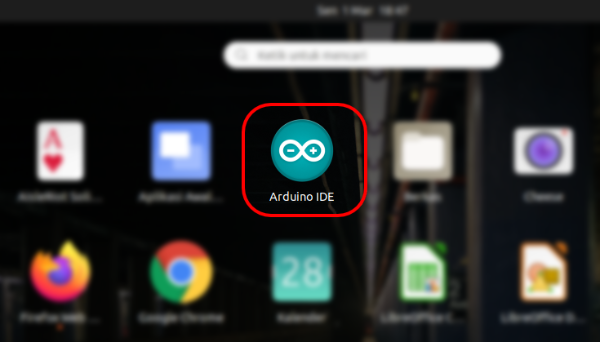 Sen 1 Mar 18:47
Ketik untuk mencari
AisleRiot Soli...
Aplikasi Awal...
Arduino IDE
Berkas
Cheese
28
Firefox Web ...
Google Chrome
Kalender
LibreOffice C...
LibreOffice D...